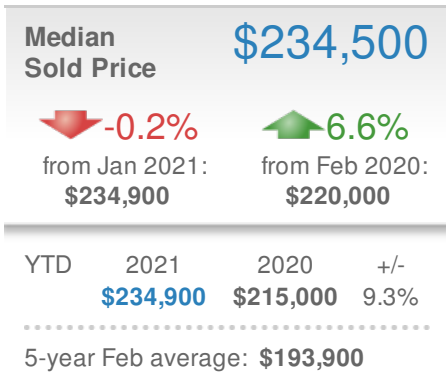 Median
Sold Price
$234,500
-0.2%
from Jan 2021:
$234,900
6.6%
from Feb 2020:
$220,000
YTD 2021 2020 +/-
$234,900 $215,000 9.3%
5-year Feb average: $193,900